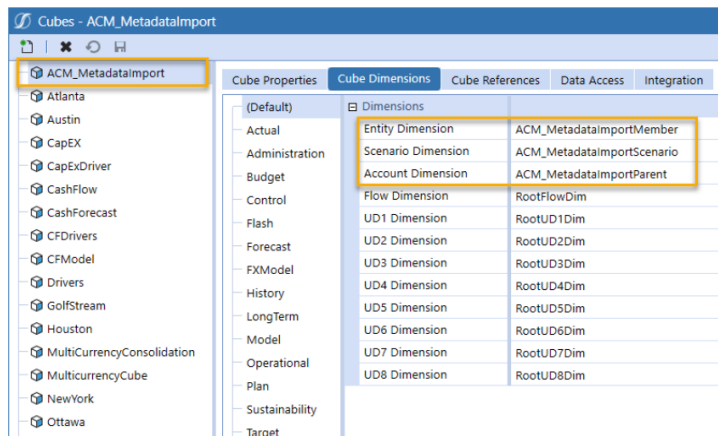 Cubes - ACM_MetadataImport
ACM_MetadataImport
Atlanta
Austin
CapEX
CapExDriver
CashFlow
CashForecast
CFDrivers
CFModel
Drivers
GolfStream
Houston
MultiCurrencyConsolidation
MulticurrencyCube
NewYork
Ottawa
Cube Properties Cube Dimensions Cube References Data Access Integration
(Default)
Actual
Administration
Budget
Control
Flash
Forecast
FXModel
History
LongTerm
Model
Operational
Plan
Sustainability
Target
Dimensions
Entity Dimension ACM_MetadataImportMember
Scenario Dimension ACM_MetadataImportScenario
Account Dimension ACM_MetadataImportParent
Flow Dimension RootFlowDim
UD1 Dimension RootUD1Dim
UD2 Dimension RootUD2Dim
UD3 Dimension RootUD3Dim
UD4 Dimension RootUD4Dim
UD5 Dimension RootUD5Dim
UD6 Dimension RootUD6Dim
UD7 Dimension RootUD7Dim
UD8 Dimension RootUD8Dim